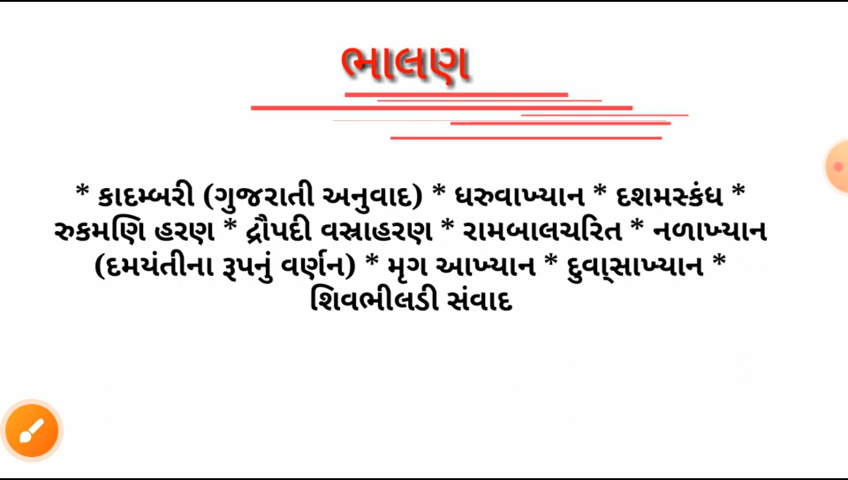 ભાલણ
* કાદમ્બરી (ગુજરાતી અનુવાદ) * ધરુવાખ્યાન * દશમસ્કંધ *
રુકમણિ હરણ * દ્રૌપદી વસ્રાહરણ * રામબાલચરિત * નળાખ્યાન
(દમયંતીના રૂપનું વર્ણન) * મૃગ આખ્યાન * દુવા્સાખ્યાન *
શિવભીલડી સંવાદ